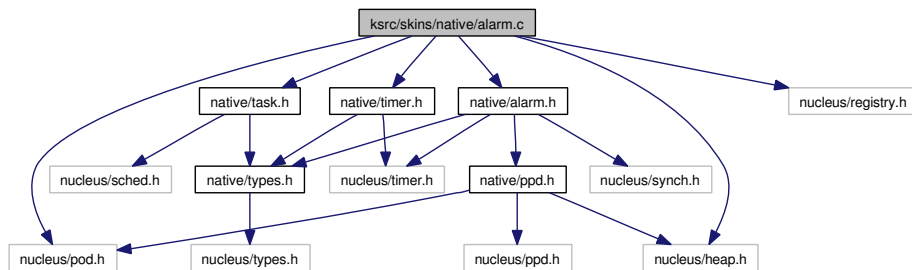 ksrc/skins/native/alarm.c
native/task.h
native/timer.h
native/alarm.h
nucleus/registry.h
nucleus/sched.h
native/types.h
nucleus/timer.h
native/ppd.h
nucleus/synch.h
nucleus/pod.h
nucleus/types.h
nucleus/ppd.h
nucleus/heap.h